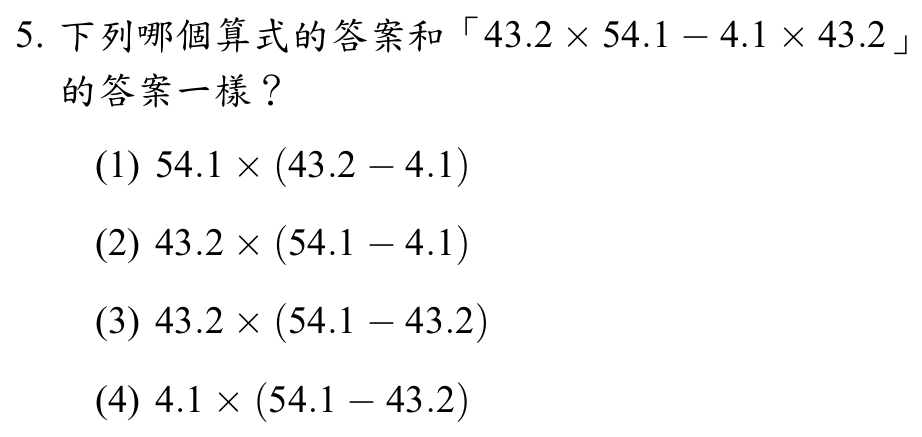 5. 下列哪個算式的答案和「43.2 × 54.1 − 4.1 × 43.2」
的答案一樣？
(1) 54.1 × (43.2 − 4.1)
(2) 43.2 × (54.1 − 4.1)
(3) 43.2 × (54.1 − 43.2)
(4) 4.1 × (54.1 − 43.2)